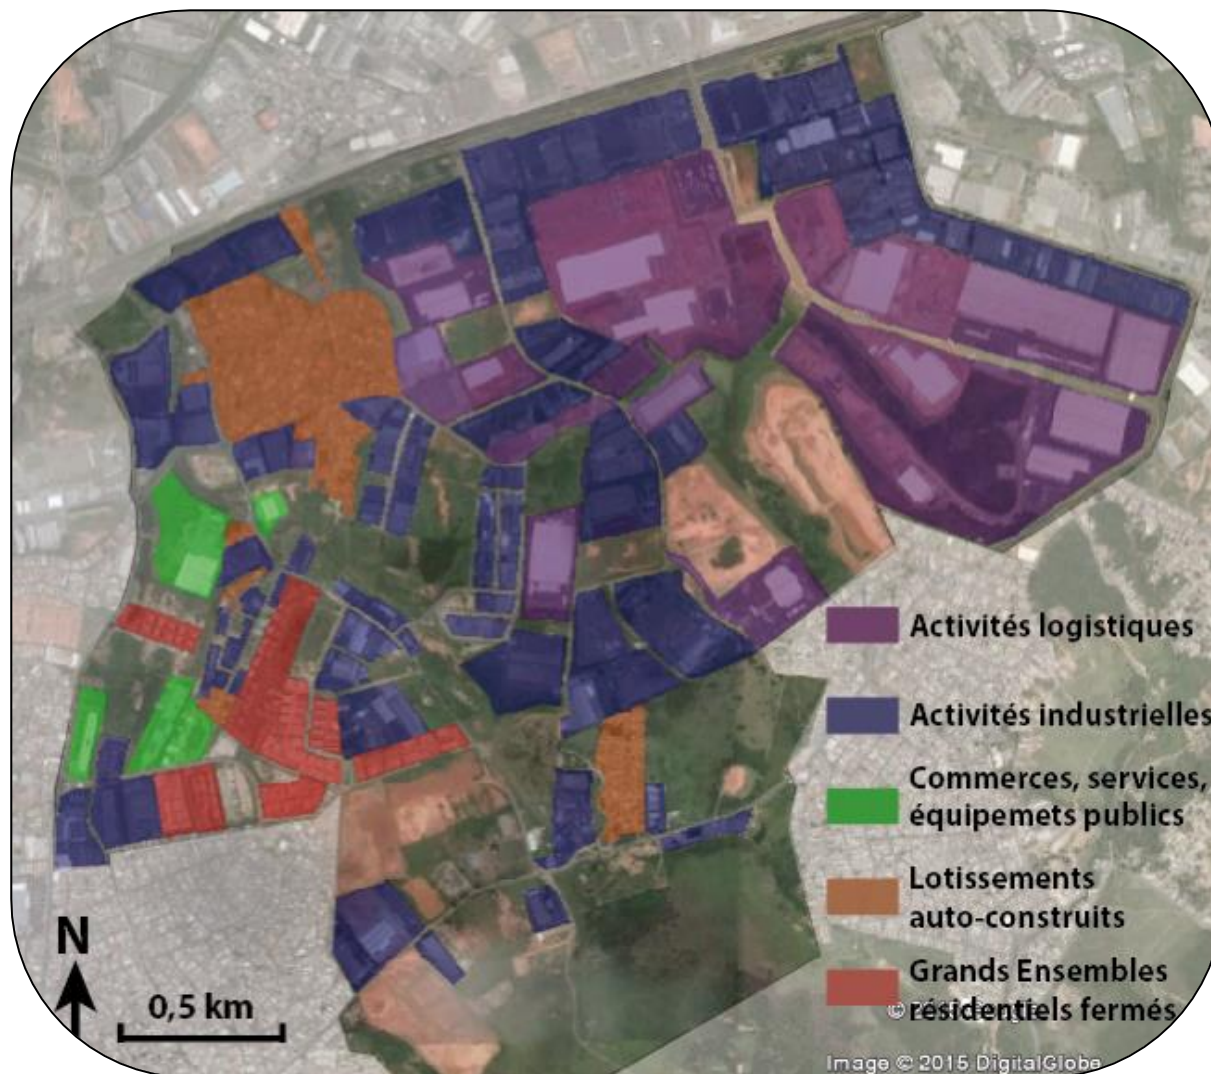 Activités logistiques
Activités industrielles
Commerces, services,
équipemets publics
Lotissements
auto-construits
Grands Ensembles
résidentiels fermés
N
0,5 km
Image © 2015 DigitalGlobe